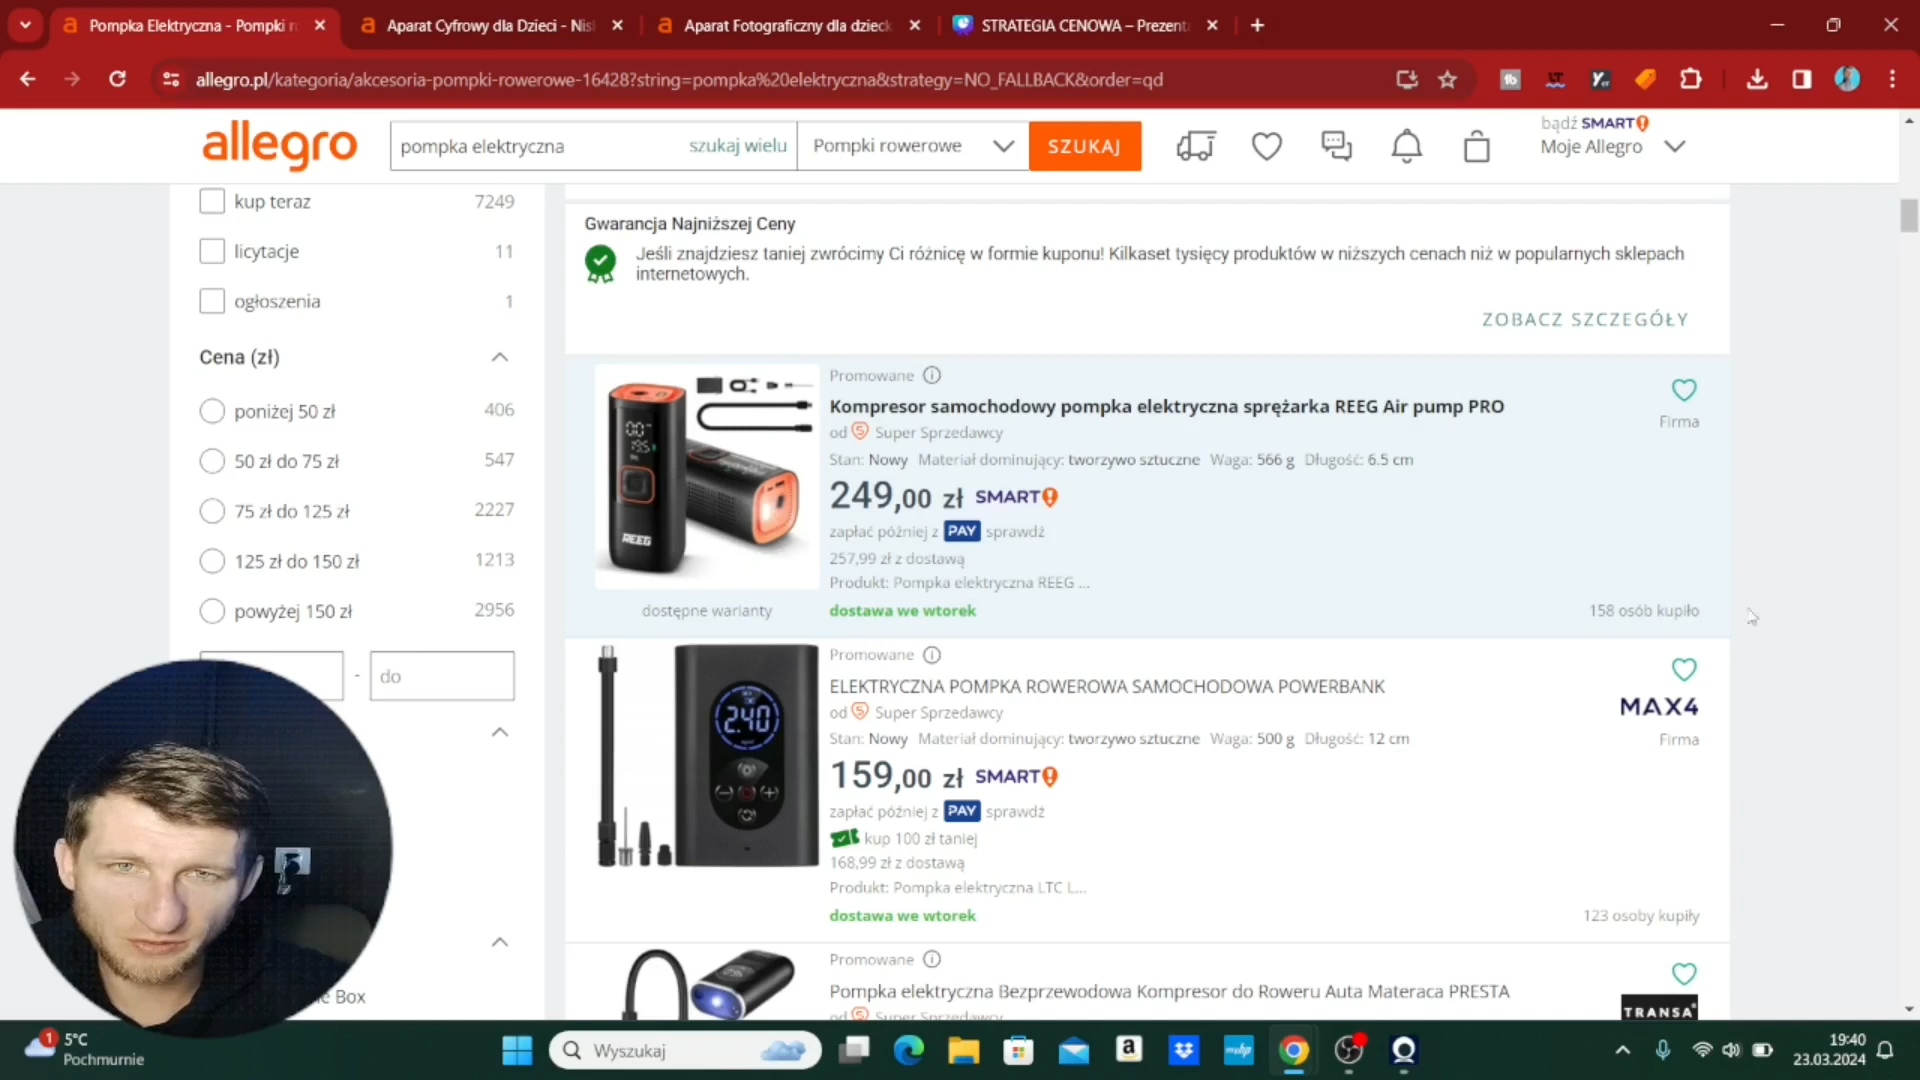 Pompka Elektryczna - Pompki r
Aparat Cyfrowy dla Dzieci - Nis
Aparat Fotograficzny dla dzieck
STRATEGIA CENOWA – Prezent
allegro.pl/kategoria/akcesoria-pompki-rowerowe-16428?string=pompka%20elektryczna&strategy=NO_FALLBACK&order=qd
allegro
pompka elektryczna
szukaj wielu
Pompki rowerowe
SZUKAJ
bądź SMART!
Moje Allegro
kup teraz 7249
licytacje 11
ogłoszenia 1
Cena (zł)
poniżej 50 zł 406
50 zł do 75 zł 547
75 zł do 125 zł 2227
125 zł do 150 zł 1213
powyżej 150 zł 2956
- do
e Box
Gwarancja Najniższej Ceny
Jeśli znajdziesz taniej zwrócimy Ci różnicę w formie kuponu! Kilkaset tysięcy produktów w niższych cenach niż w popularnych sklepach
internetowych.
ZOBACZ SZCZEGÓŁY
Promowane
Kompresor samochodowy pompka elektryczna sprężarka REEG Air pump PRO
od Super Sprzedawcy
Firma
Stan: Nowy Materiał dominujący: tworzywo sztuczne Waga: 566 g Długość: 6.5 cm
249,00 zł SMART!
zapłać później z PAY sprawdź
257,99 zł z dostawą
Produkt: Pompka elektryczna REEG ...
dostawa we wtorek
158 osób kupiło
REEG
dostępne warianty
Promowane
ELEKTRYCZNA POMPKA ROWEROWA SAMOCHODOWA POWERBANK
od Super Sprzedawcy
MAX4
Firma
Stan: Nowy Materiał dominujący: tworzywo sztuczne Waga: 500 g Długość: 12 cm
159,00 zł SMART!
zapłać później z PAY sprawdź
kup 100 zł taniej
168,99 zł z dostawą
Produkt: Pompka elektryczna LTC L...
dostawa we wtorek
123 osoby kupiły
2.40
Promowane
Pompka elektryczna Bezprzewodowa Kompresor do Roweru Auta Materaca PRESTA
od Super Sprzedawcy
TRANSA
1
5°C
Pochmurnie
Wyszukaj
19:40
23.03.2024